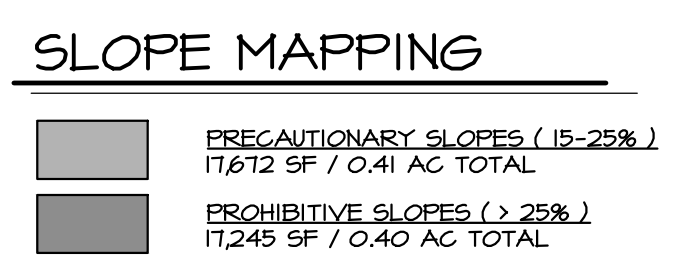 SLOPE MAPPING
PRECAUTIONARY SLOPES ( 15-25% )
17,672 SF / 0.41 AC TOTAL
PROHIBITIVE SLOPES ( > 25% )
17,245 SF / 0.40 AC TOTAL